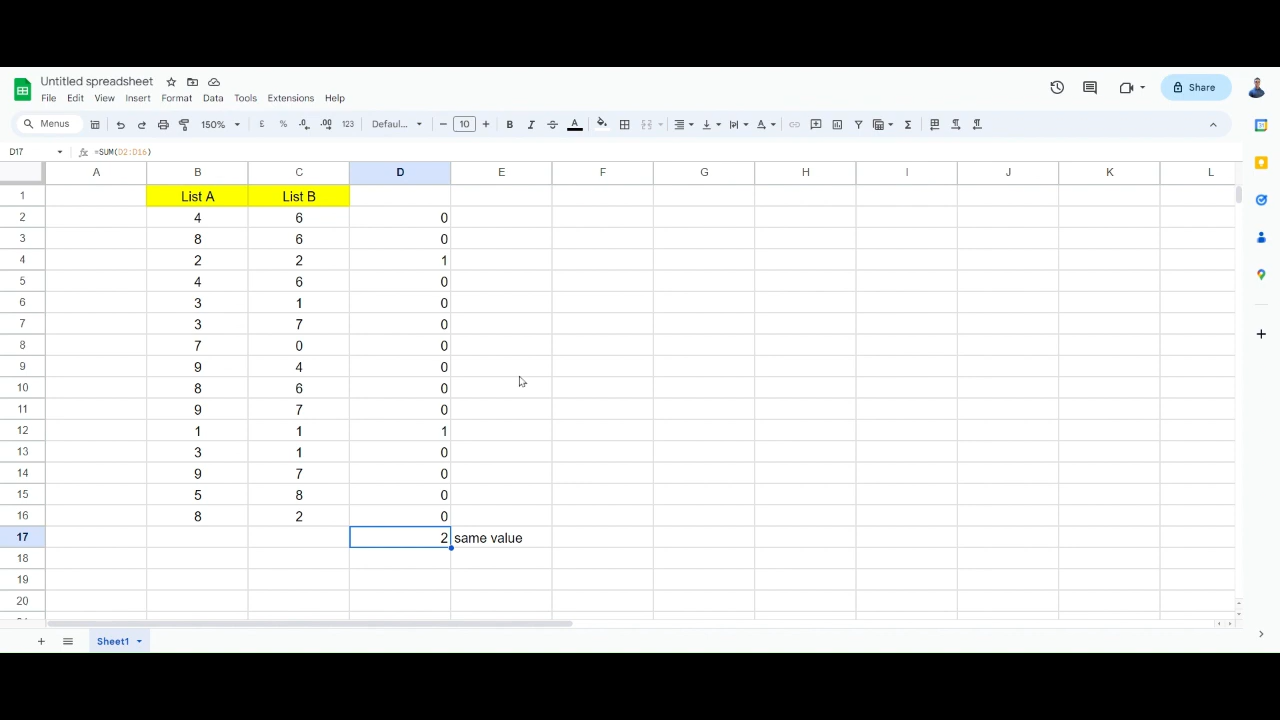 Untitled spreadsheet
File Edit View Insert Format Data Tools Extensions Help
Share
Menus 150% £ % .0 .00 123 Defaul... 10 B I A
D17 fx =SUM(D2:D16)
A B C D E F G H I J K L
1 List A List B
2 4 6 0
3 8 6 0
4 2 2 1
5 4 6 0
6 3 1 0
7 3 7 0
8 7 0 0
9 9 4 0
10 8 6 0
11 9 7 0
12 1 1 1
13 3 1 0
14 9 7 0
15 5 8 0
16 8 2 0
17 2 same value
18
19
20
Sheet1